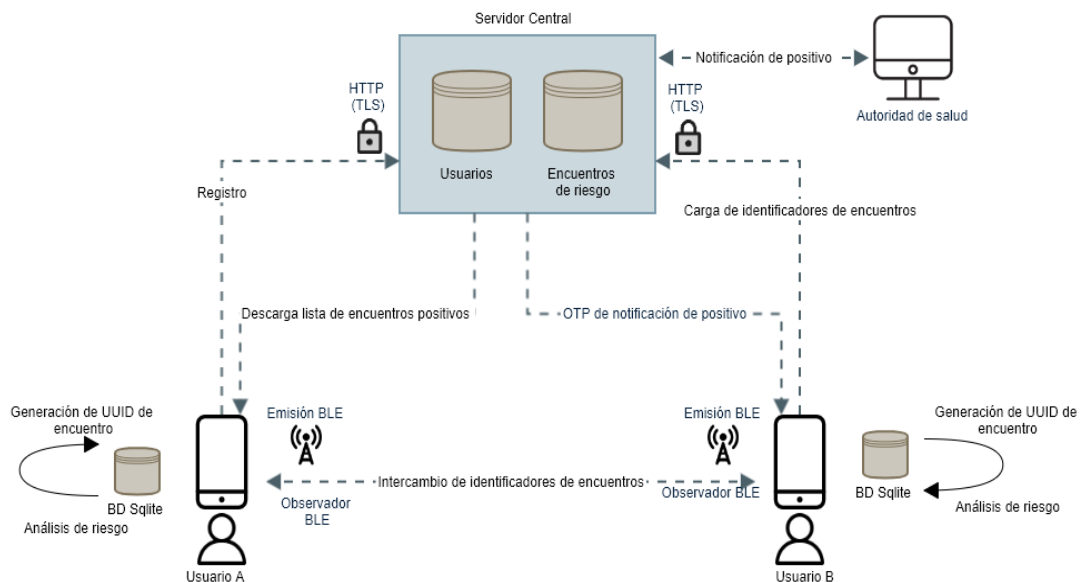 Servidor Central
Notificación de positivo
HTTP
(TLS)
HTTP
(TLS)
Autoridad de salud
Usuarios
Encuentros
de riesgo
Registro
Carga de identificadores de encuentros
Descarga lista de encuentros positivos
OTP de notificación de positivo
Generación de UUID de
encuentro
Emisión BLE
Emisión BLE
Generación de UUID de
encuentro
Intercambio de identificadores de encuentros
BD Sqlite
Observador
BLE
Observador BLE
BD Sqlite
Análisis de riesgo
Análisis de riesgo
Usuario A
Usuario B